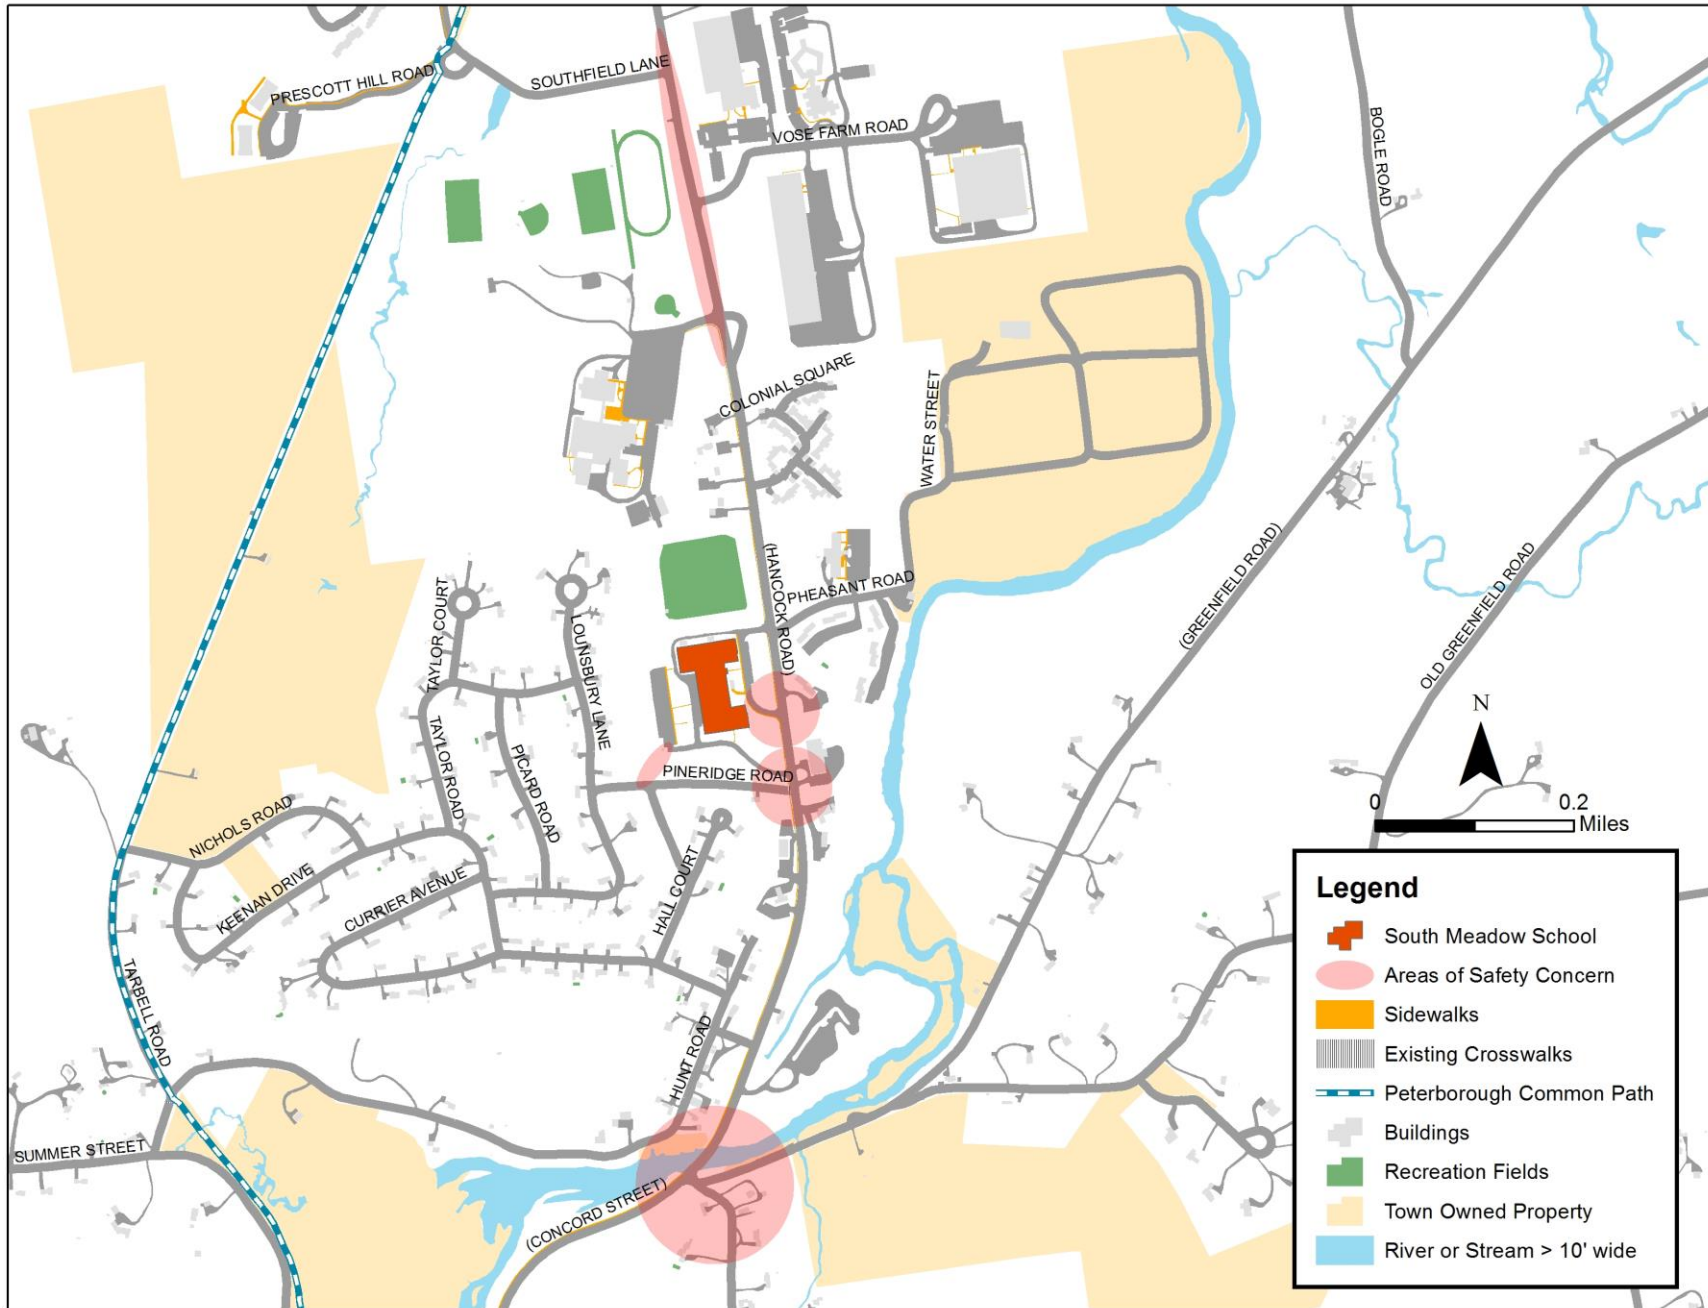 PRESCOTT HILL ROAD
SOUTHFIELD LANE
VOSE FARM ROAD
BOGLE ROAD
COLONIAL SQUARE
WATER STREET
(HANCOCK ROAD)
PHEASANT ROAD
(GREENFIELD ROAD)
OLD GREENFIELD ROAD
TAYLOR COURT
LOUNSBURY LANE
TAYLOR ROAD
PICARD ROAD
PINERIDGE ROAD
NICHOLS ROAD
KEENAN DRIVE
CURRIER AVENUE
HALL COURT
TARBELL ROAD
HUNT ROAD
SUMMER STREET
(CONCORD STREET)
N
0 0.2
Miles
Legend
South Meadow School
Areas of Safety Concern
Sidewalks
Existing Crosswalks
Peterborough Common Path
Buildings
Recreation Fields
Town Owned Property
River or Stream > 10' wide